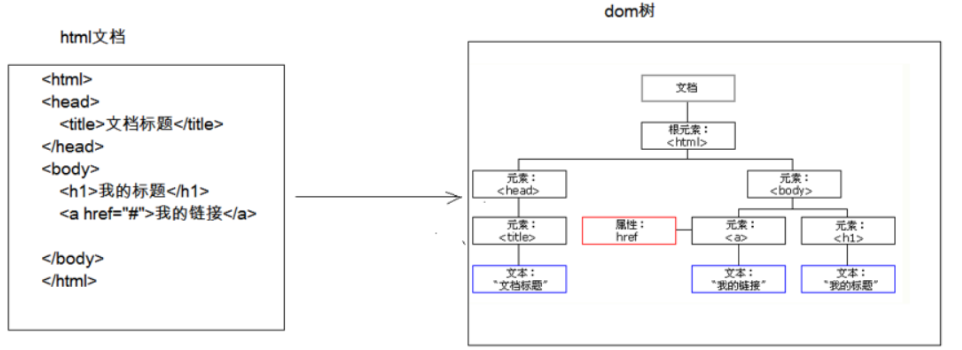 html文档
<html>
<head>
<title>文档标题</title>
</head>
<body>
<h1>我的标题</h1>
<a href="#">我的链接</a>
</body>
</html>
dom树
文档
根元素：
<html>
元素：
<head>
元素：
<body>
元素：
<title>
属性：
href
元素：
<a>
元素：
<h1>
文本：
"文档标题"
文本：
"我的链接"
文本：
"我的标题"